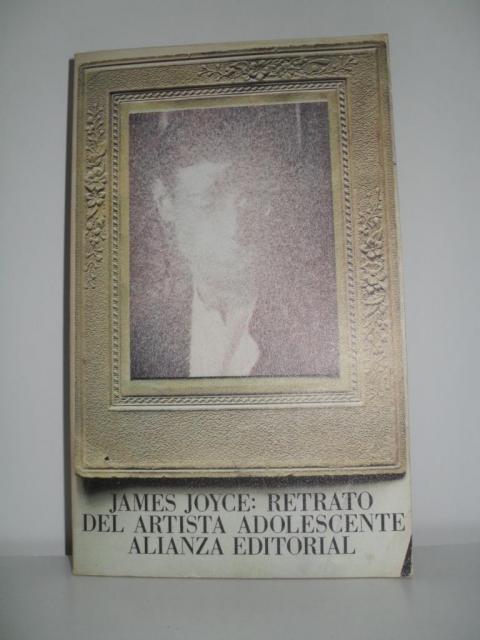 JAMES JOYCE: RETRATO
DEL ARTISTA ADOLESCENTE
ALIANZA EDITORIAL